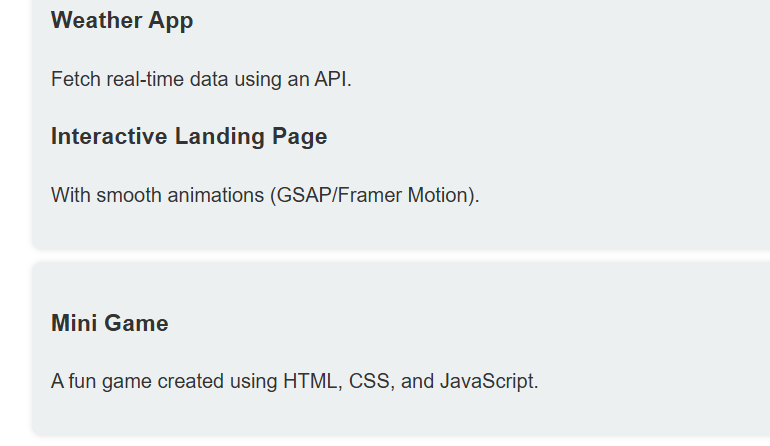 Weather App
Fetch real-time data using an API.
Interactive Landing Page
With smooth animations (GSAP/Framer Motion).
Mini Game
A fun game created using HTML, CSS, and JavaScript.